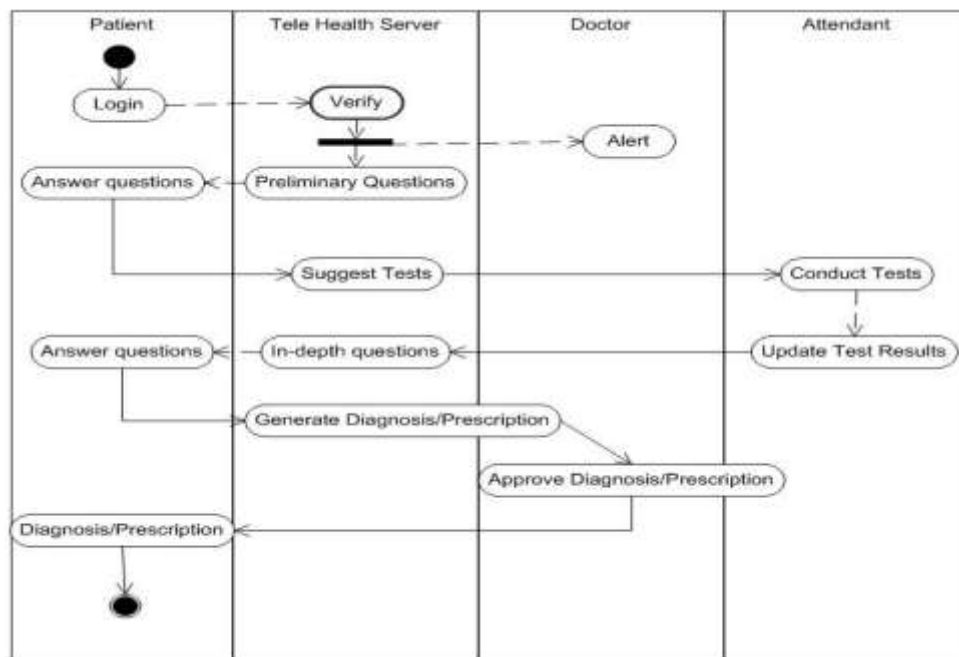 Patient
Tele Health Server
Doctor
Attendant
Login
Verify
Alert
Answer questions
Preliminary Questions
Suggest Tests
Conduct Tests
Answer questions
In-depth questions
Update Test Results
Generate Diagnosis/Prescription
Approve Diagnosis/Prescription
Diagnosis/Prescription